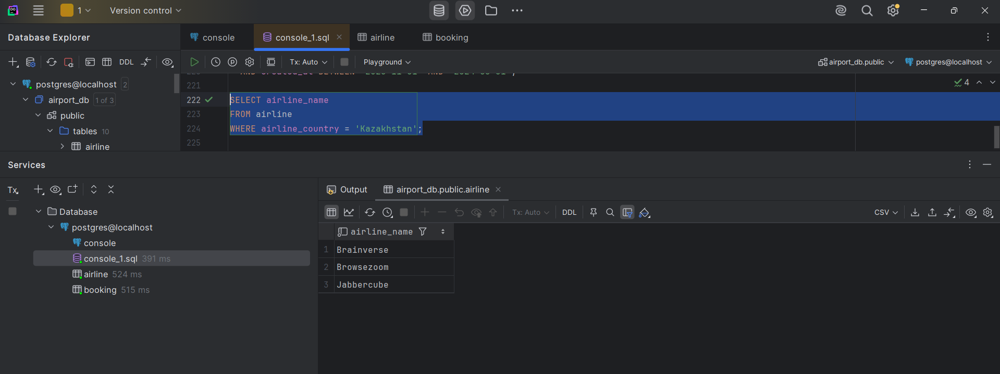 DG
1
Version control
Database Explorer
console
console_1.sql
airline
booking
DDL
Tx: Auto
Playground
airport_db.public
postgres@localhost
postgres@localhost 2
airport_db 1 of 3
public
tables 10
airline
221
4
222 SELECT airline_name
223 FROM airline
224 WHERE airline_country = 'Kazakhstan';
225
Services
Tx
Database
postgres@localhost
console
console_1.sql 391 ms
airline 524 ms
booking 515 ms
Output
airport_db.public.airline
Tx: Auto
DDL
CSV
airline_name
1 Brainverse
2 Browsezoom
3 Jabbercube